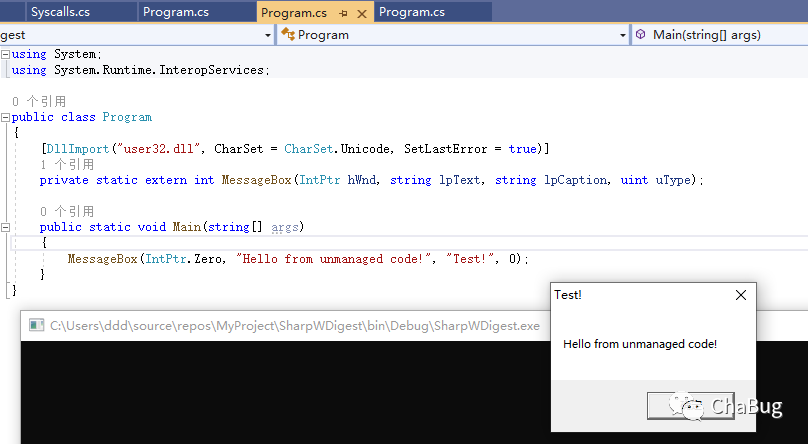 Syscalls.cs Program.cs Program.cs Program.cs
gest Program Main(string[] args)
using System;
using System.Runtime.InteropServices;
0 个引用
public class Program
{
[DllImport("user32.dll", CharSet = CharSet.Unicode, SetLastError = true)]
1 个引用
private static extern int MessageBox(IntPtr hWnd, string lpText, string lpCaption, uint uType);
0 个引用
public static void Main(string[] args)
{
MessageBox(IntPtr.Zero, "Hello from unmanaged code!", "Test!", 0);
}
}
C:\Users\ddd\source\repos\MyProject\SharpWDigest\bin\Debug\SharpWDigest.exe
Test!
Hello from unmanaged code!
ChaBug